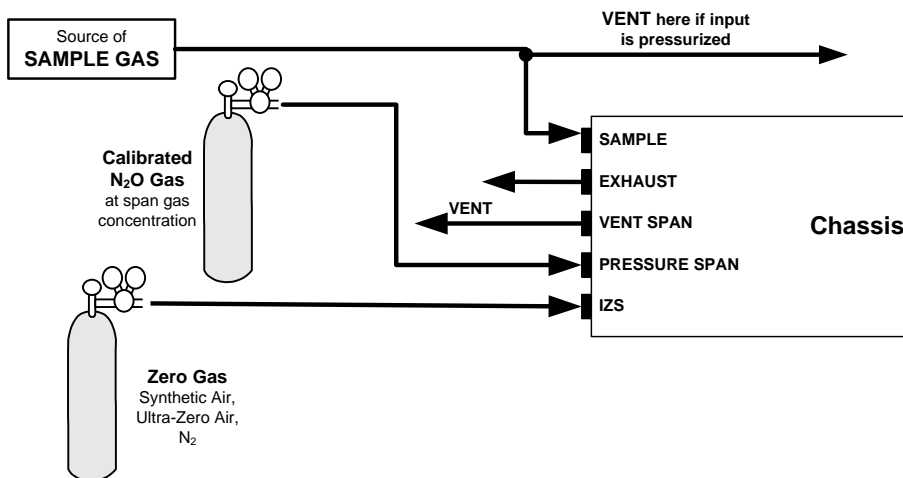 Source of
SAMPLE GAS
VENT here if input
is pressurized
Calibrated
N₂O Gas
at span gas
concentration
SAMPLE
EXHAUST
VENT
VENT SPAN
Chassis
PRESSURE SPAN
IZS
Zero Gas
Synthetic Air,
Ultra-Zero Air,
N₂